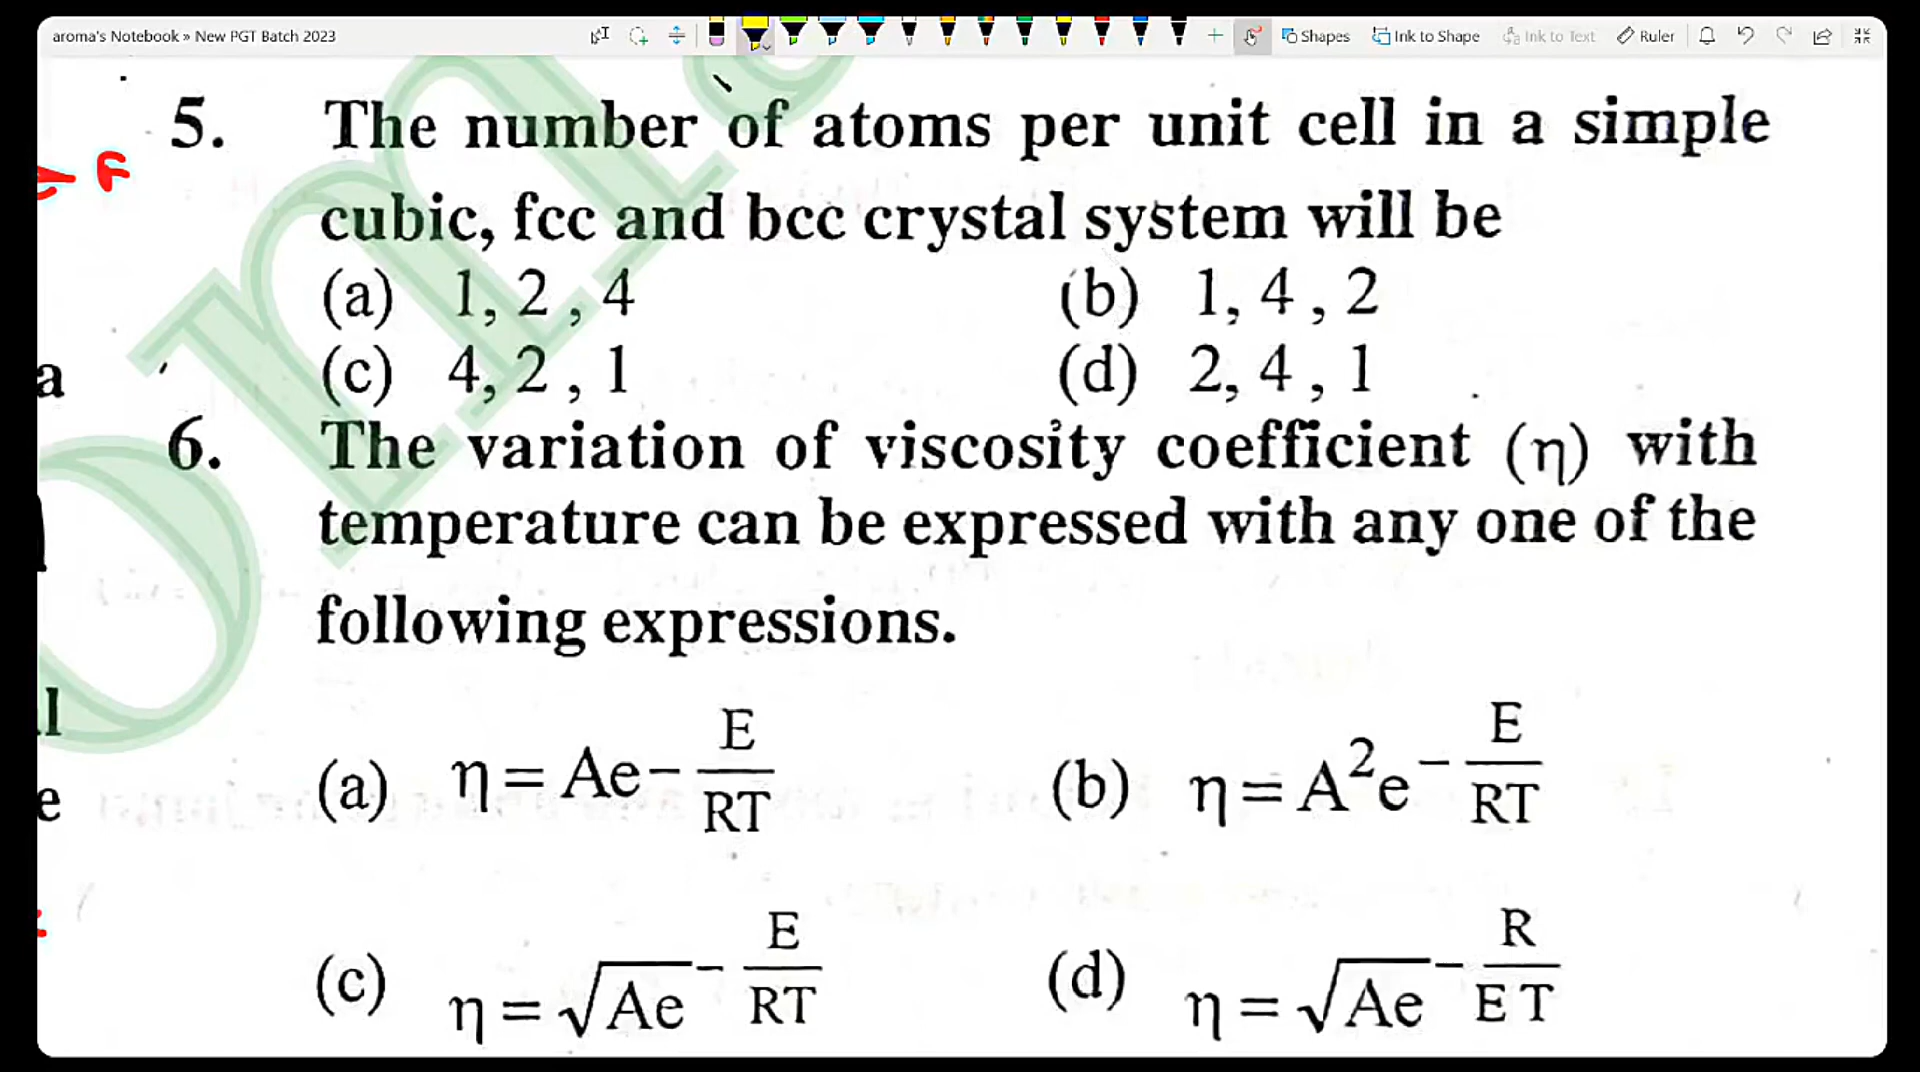 aroma's Notebook » New PGT Batch 2023
Shapes Ink to Shape Ink to Text Ruler
F
5. The number of atoms per unit cell in a simple
cubic, fcc and bcc crystal system will be
(a) 1, 2 , 4 (b) 1, 4 , 2
a
(c) 4, 2 , 1 (d) 2, 4 , 1
6. The variation of viscosity coefficient (η) with
temperature can be expressed with any one of the
following expressions.
l
e
(a) η = Ae – E/RT (b) η = A²e^– E/RT
(c) η = √Ae^– E/RT (d) η = √Ae^– R/E T
om